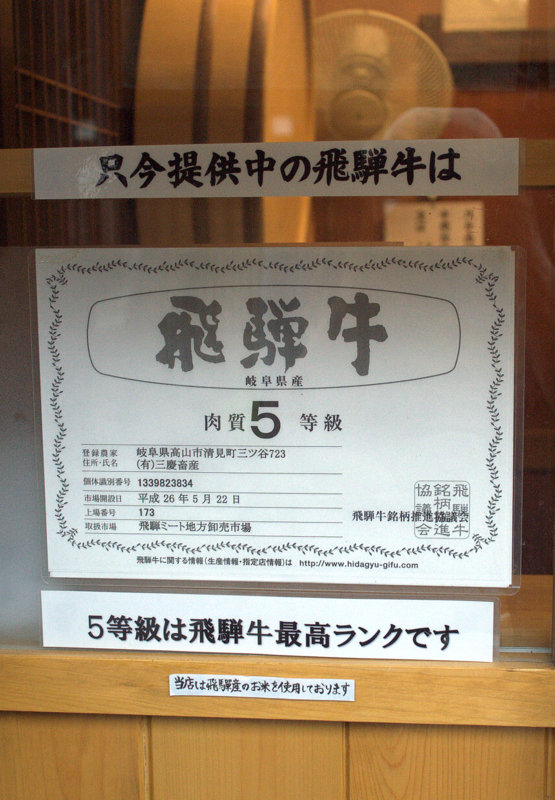 只今提供中の飛騨牛は
飛騨牛
岐阜県産
肉質5等級
登録農家 岐阜県高山市清見町三ツ谷723
住所・氏名 (有)三慶畜産
個体識別番号 1339823834
市場開設日 平成26年5月22日
上場番号 173
取扱市場 飛騨ミート地方卸売市場
飛騨牛銘柄推進協議会
飛騨牛銘柄推進協議会
飛騨牛に関する情報(生産情報・指定店情報)は http://www.hidagyu-gifu.com
5等級は飛騨牛最高ランクです
当店は飛騨産のお米を使用しております